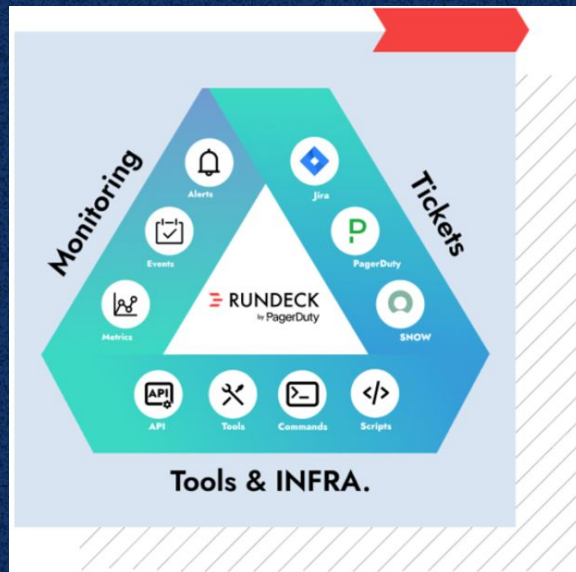 Monitoring
Tickets
Alerts
Jira
Events
PagerDuty
Metrics
SNOW
RUNDECK
by PagerDuty
API
API
Tools
Commands
Scripts
Tools & INFRA.